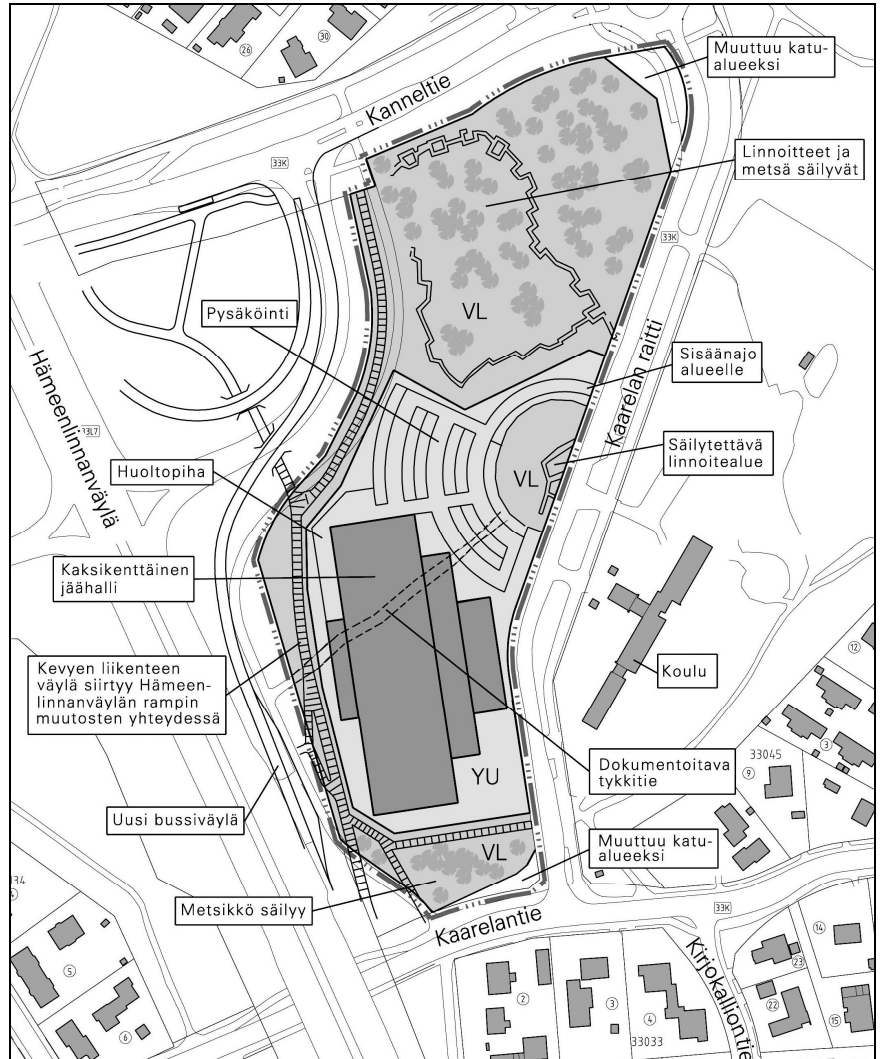 26
30
Muuttuu katu-
alueeksi
Kanneltie
33K
Linnoitteet ja
metsä säilyvät
33K
Pysäköinti
VL
Sisäänajo
alueelle
Hämeenlinnanväylä
33L7
Kaarelan raitti
Huoltopiha
VL
Säilytettävä
linnoitealue
Kaksikenttäinen
jäähalli
Kevyen liikenteen
väylä siirtyy Hämeen-
linnanväylän rampin
muutosten yhteydessä
Koulu
12
3
33045
9
YU
Dokumentoitava
tykkitie
Uusi bussiväylä
VL
Muuttuu katu-
alueeksi
Metsikkö säilyy
Kaarelantie
33K
Kirjokalliontie
5
6
2
3
4
33033
14
23
22
15